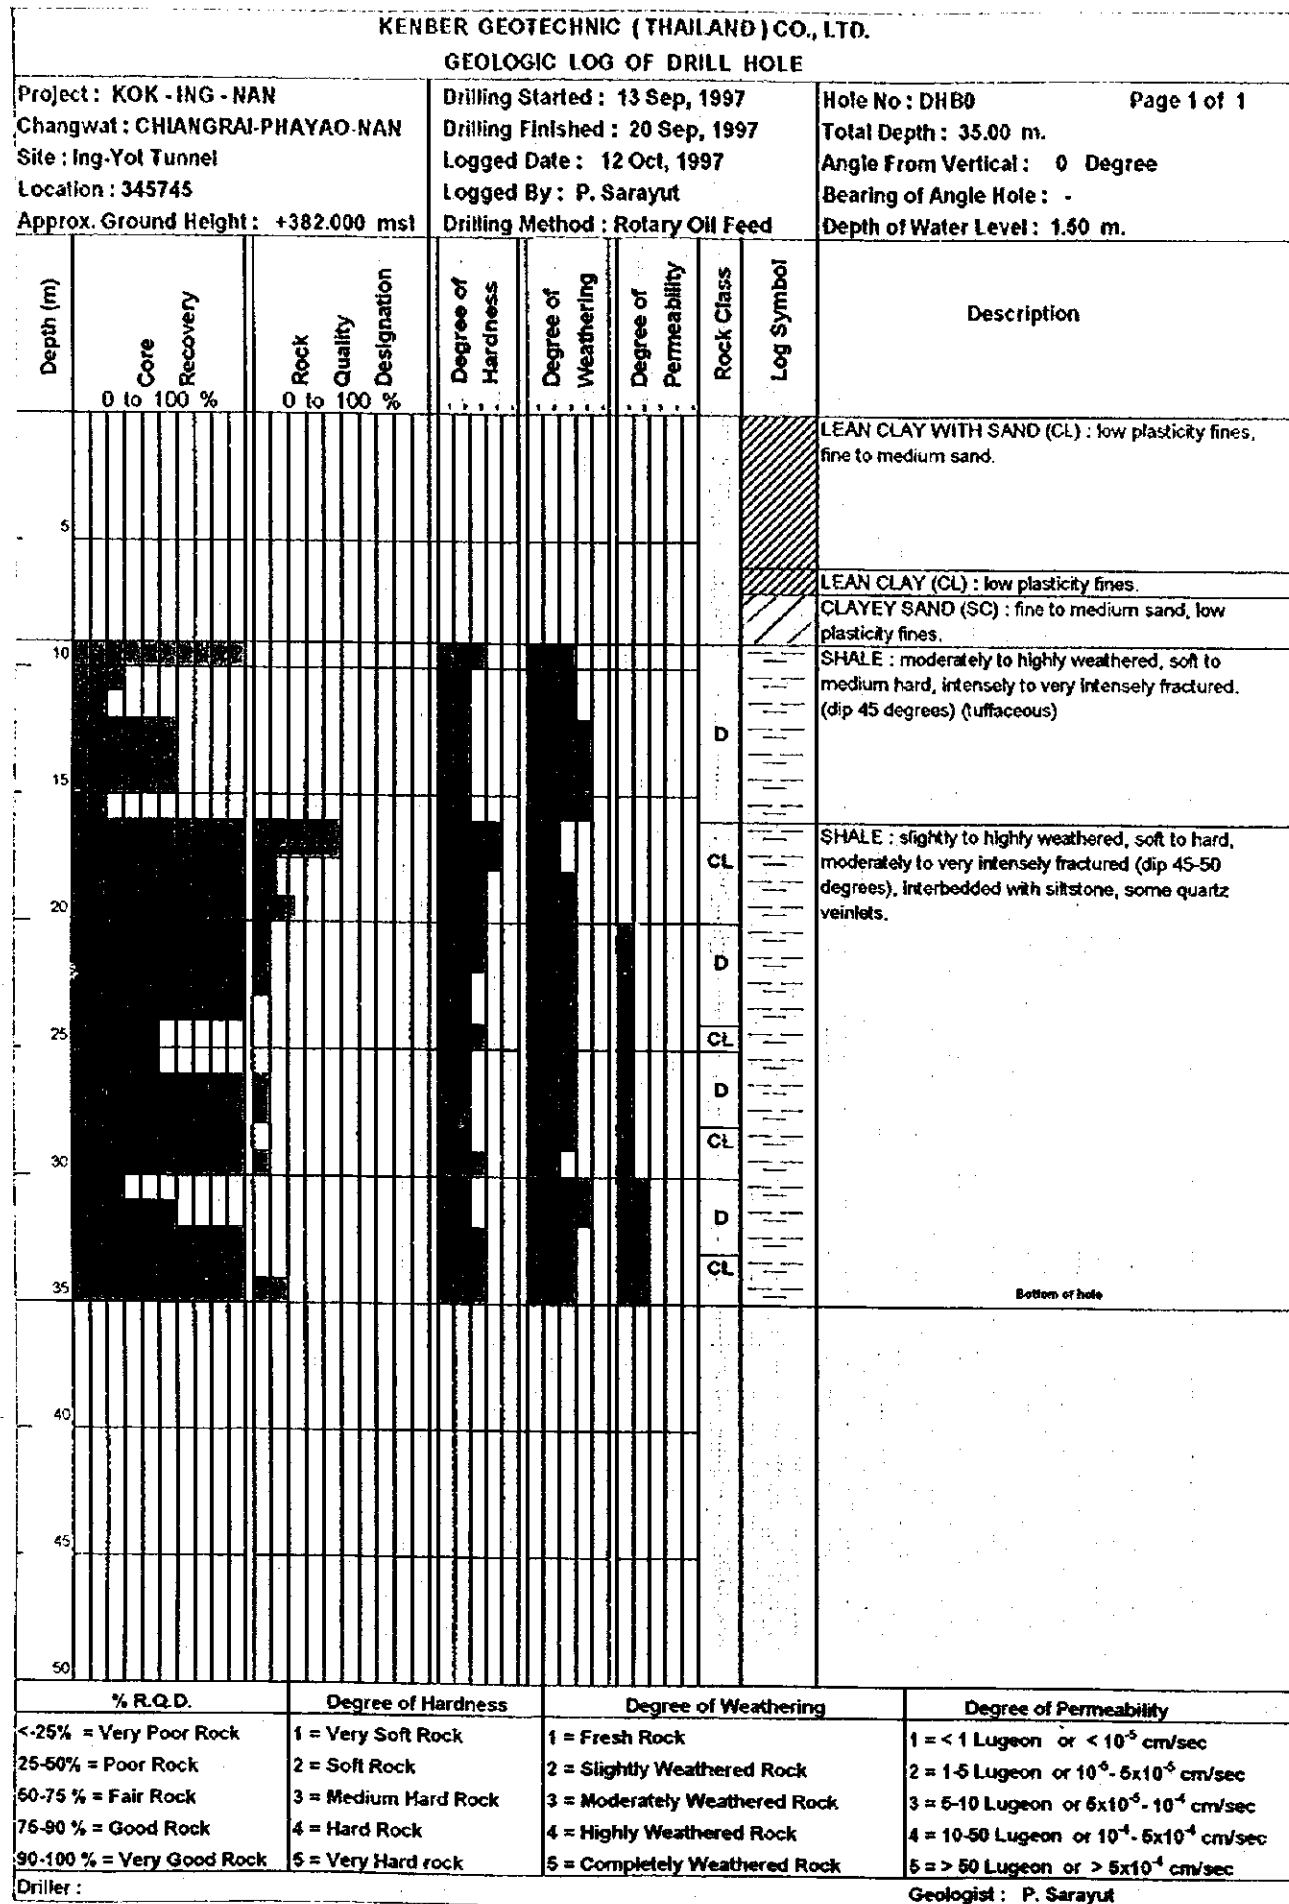 KENBER GEOTECHNIC (THAILAND) CO., LTD.
GEOLOGIC LOG OF DRILL HOLE
Project : KOK - ING - NAN
Changwat : CHIANGRAI-PHAYAO-NAN
Site : Ing-Yot Tunnel
Location : 345745
Approx. Ground Height : +382.000 msl
Drilling Started : 13 Sep, 1997
Drilling Finished : 20 Sep, 1997
Logged Date : 12 Oct, 1997
Logged By : P. Sarayut
Drilling Method : Rotary Oil Feed
Hole No : DHB0 Page 1 of 1
Total Depth : 35.00 m.
Angle From Vertical : 0 Degree
Bearing of Angle Hole : -
Depth of Water Level : 1.50 m.
Depth (m)
Core Recovery
0 to 100 %
Rock Quality Designation
0 to 100 %
Degree of Hardness
Degree of Weathering
Degree of Permeability
Rock Class
Log Symbol
Description
LEAN CLAY WITH SAND (CL) : low plasticity fines,
fine to medium sand.
5
LEAN CLAY (CL) : low plasticity fines.
CLAYEY SAND (SC) : fine to medium sand, low
plasticity fines.
10
SHALE : moderately to highly weathered, soft to
medium hard, intensely to very intensely fractured.
(dip 45 degrees) (tuffaceous)
D
15
SHALE : slightly to highly weathered, soft to hard,
moderately to very intensely fractured (dip 45-50
degrees), interbedded with siltstone, some quartz
veinlets.
CL
20
D
25
CL
D
CL
30
D
CL
35
Bottom of hole
40
45
50
% R.Q.D.
<-25% = Very Poor Rock
25-50% = Poor Rock
50-75 % = Fair Rock
75-90 % = Good Rock
90-100 % = Very Good Rock
Degree of Hardness
1 = Very Soft Rock
2 = Soft Rock
3 = Medium Hard Rock
4 = Hard Rock
5 = Very Hard rock
Degree of Weathering
1 = Fresh Rock
2 = Slightly Weathered Rock
3 = Moderately Weathered Rock
4 = Highly Weathered Rock
5 = Completely Weathered Rock
Degree of Permeability
1 = < 1 Lugeon or < 10⁻⁵ cm/sec
2 = 1-5 Lugeon or 10⁻⁵- 5x10⁻⁵ cm/sec
3 = 5-10 Lugeon or 5x10⁻⁵- 10⁻⁴ cm/sec
4 = 10-50 Lugeon or 10⁻⁴- 5x10⁻⁴ cm/sec
5 = > 50 Lugeon or > 5x10⁻⁴ cm/sec
Driller :
Geologist : P. Sarayut